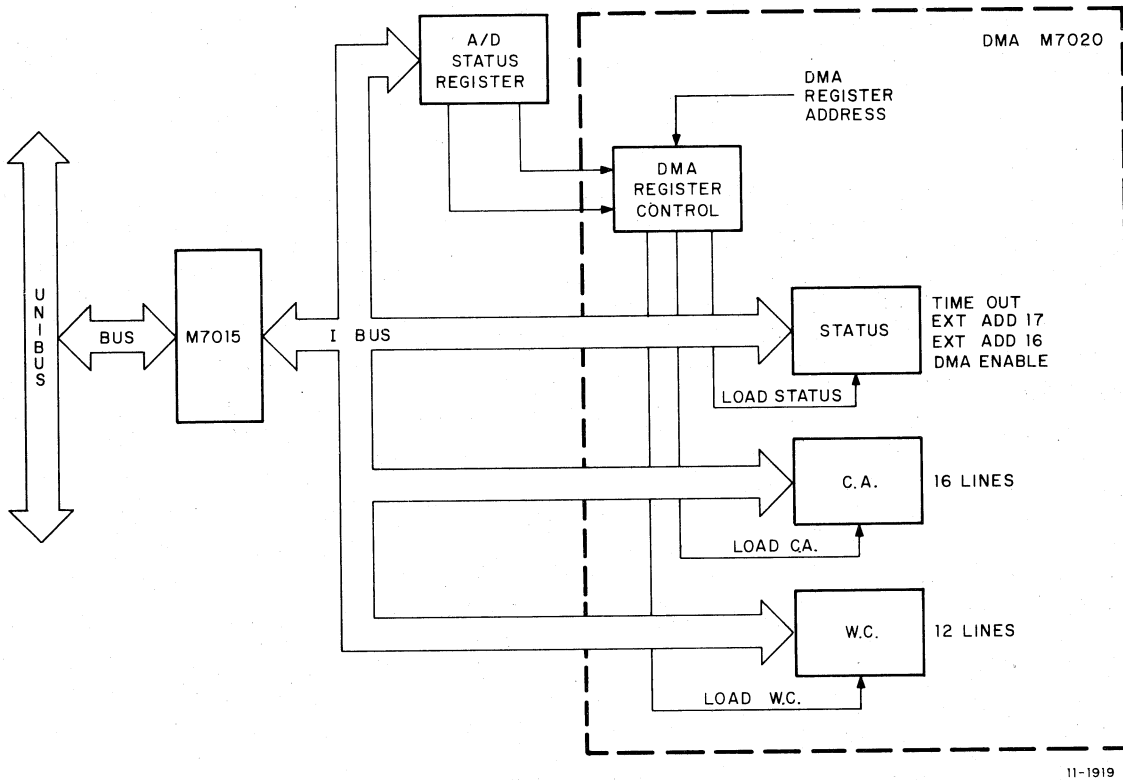 A/D
STATUS
REGISTER
DMA M7020
DMA
REGISTER
ADDRESS
DMA
REGISTER
CONTROL
UNIBUS
BUS
M7015
I BUS
STATUS
TIME OUT
EXT ADD 17
EXT ADD 16
DMA ENABLE
LOAD STATUS
C.A.
16 LINES
LOAD C.A.
W.C.
12 LINES
LOAD W.C.
11-1919